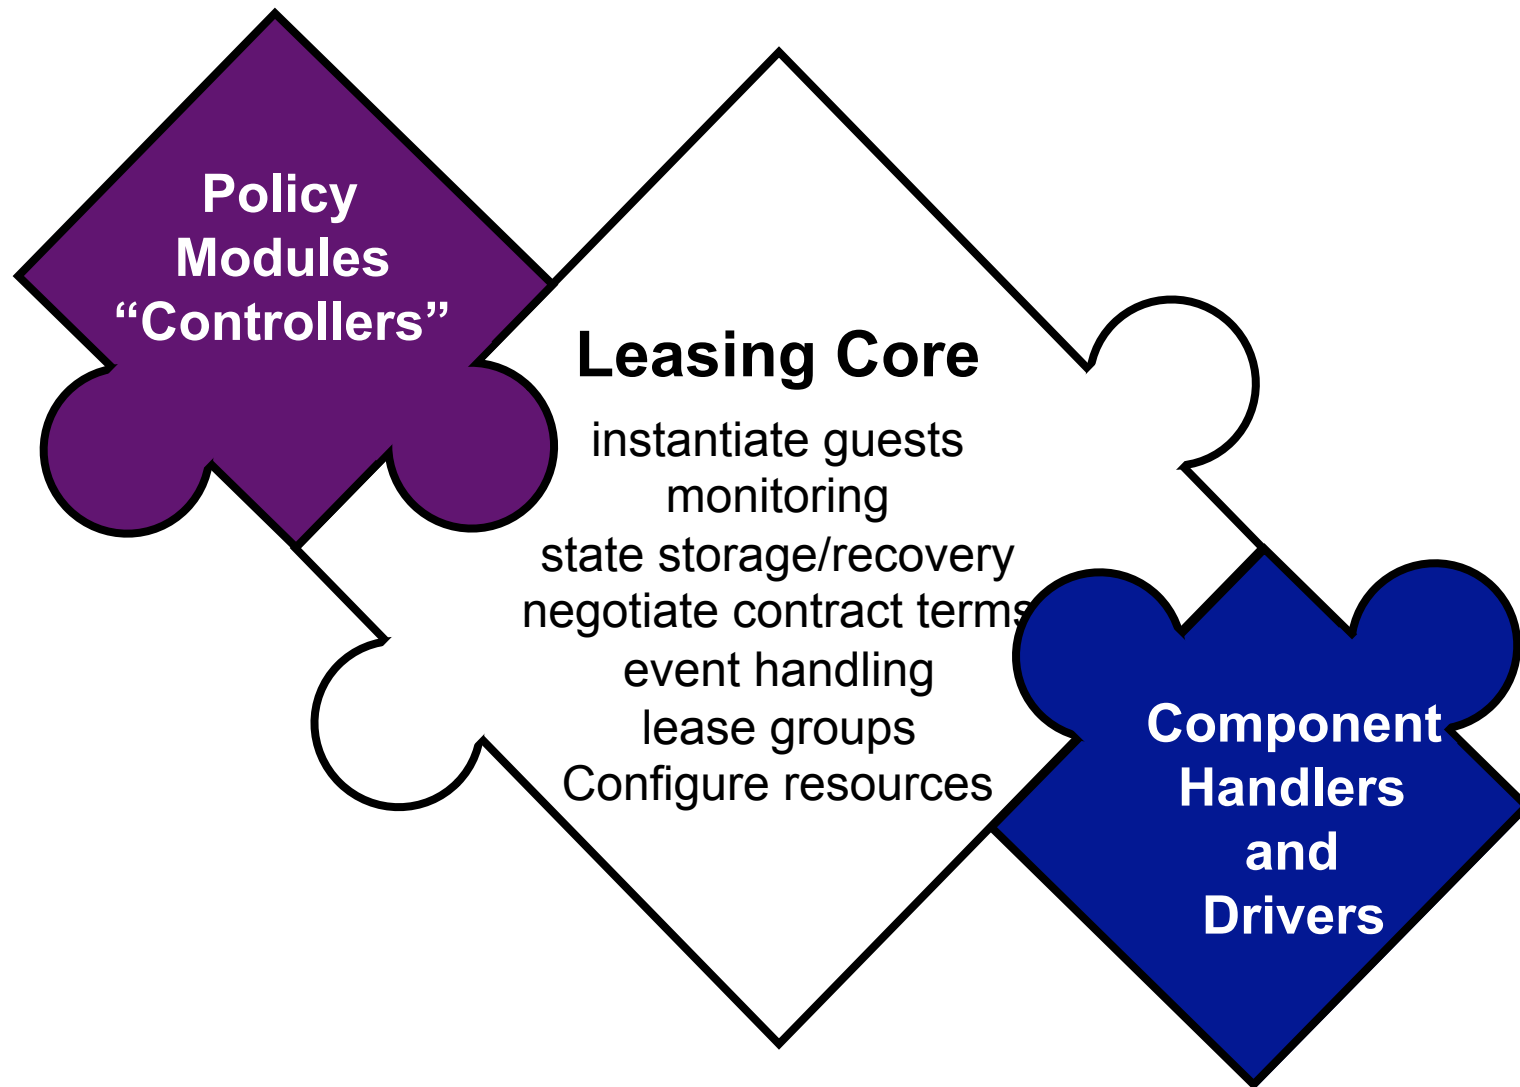 Policy
Modules
“Controllers”
Leasing Core
instantiate guests
monitoring
state storage/recovery
negotiate contract terms
event handling
lease groups
Configure resources
Component
Handlers
and
Drivers